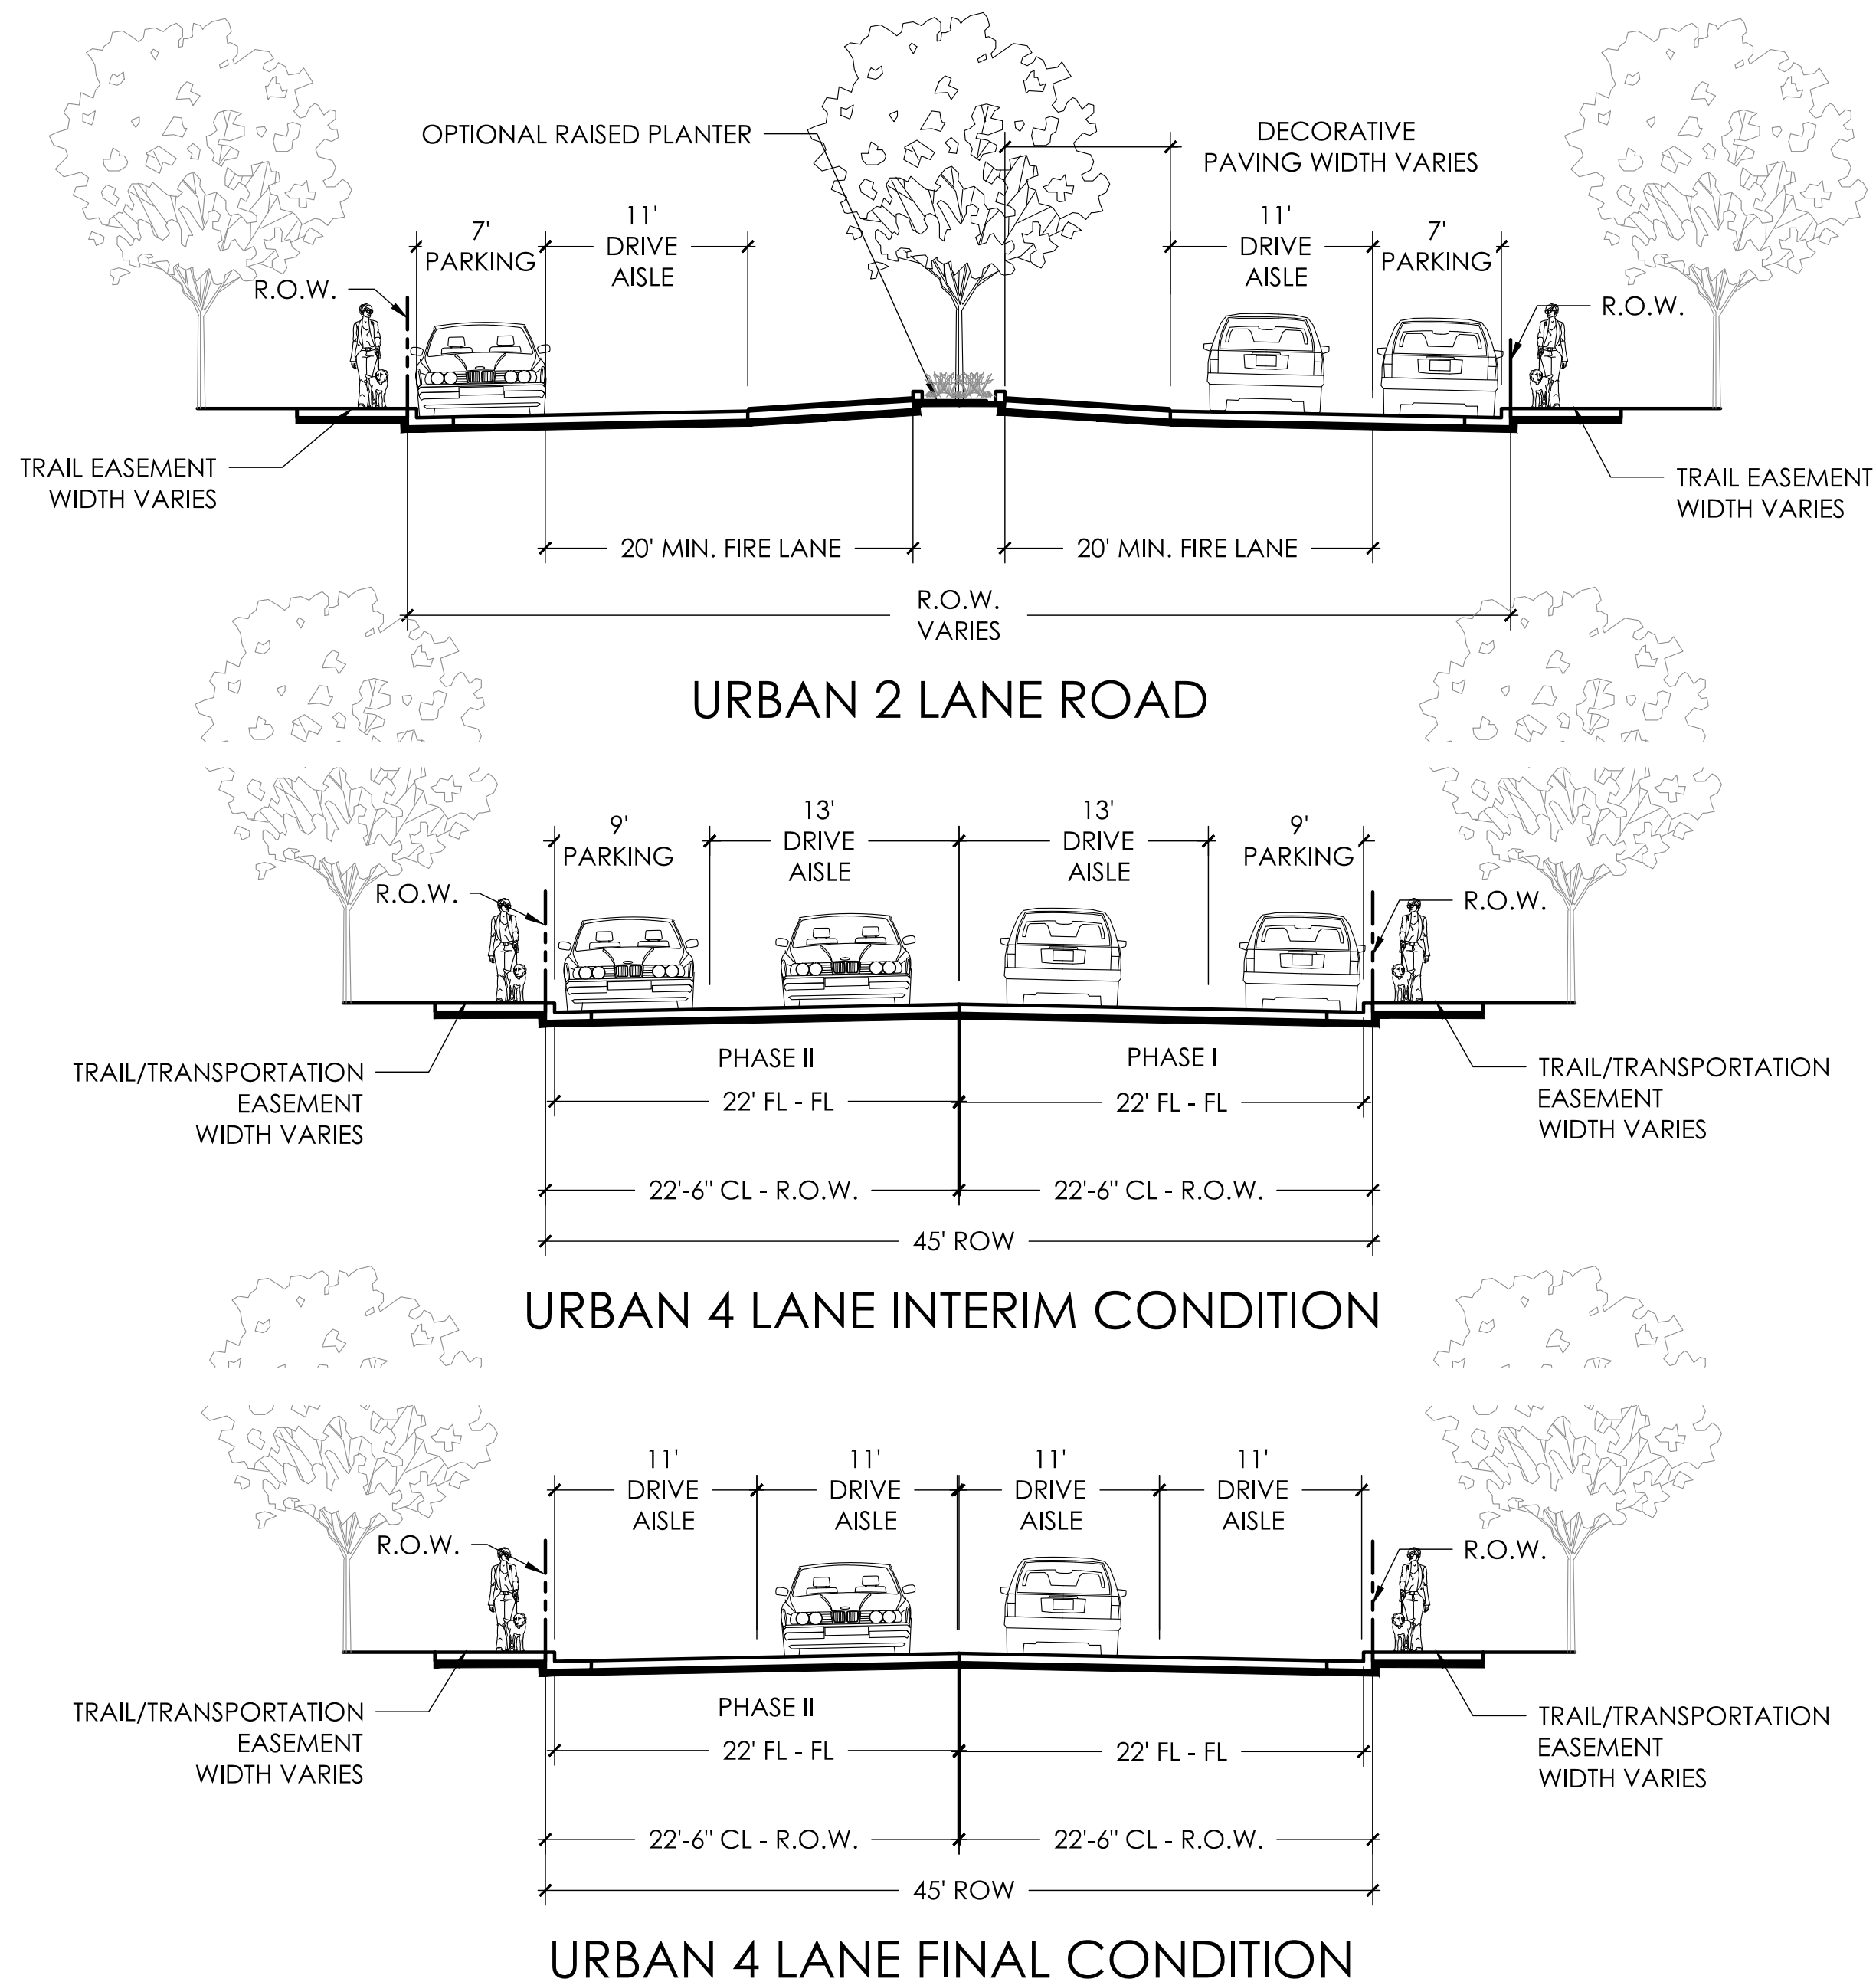 OPTIONAL RAISED PLANTER
DECORATIVE
PAVING WIDTH VARIES
7'
PARKING
11'
DRIVE
AISLE
11'
DRIVE
AISLE
7'
PARKING
R.O.W.
R.O.W.
TRAIL EASEMENT
WIDTH VARIES
TRAIL EASEMENT
WIDTH VARIES
20' MIN. FIRE LANE
20' MIN. FIRE LANE
R.O.W.
VARIES
URBAN 2 LANE ROAD
9'
PARKING
13'
DRIVE
AISLE
13'
DRIVE
AISLE
9'
PARKING
R.O.W.
R.O.W.
PHASE II
PHASE I
TRAIL/TRANSPORTATION
EASEMENT
WIDTH VARIES
TRAIL/TRANSPORTATION
EASEMENT
WIDTH VARIES
22' FL - FL
22' FL - FL
22'-6" CL - R.O.W.
22'-6" CL - R.O.W.
45' ROW
URBAN 4 LANE INTERIM CONDITION
11'
DRIVE
AISLE
11'
DRIVE
AISLE
11'
DRIVE
AISLE
11'
DRIVE
AISLE
R.O.W.
R.O.W.
PHASE II
TRAIL/TRANSPORTATION
EASEMENT
WIDTH VARIES
TRAIL/TRANSPORTATION
EASEMENT
WIDTH VARIES
22' FL - FL
22' FL - FL
22'-6" CL - R.O.W.
22'-6" CL - R.O.W.
45' ROW
URBAN 4 LANE FINAL CONDITION